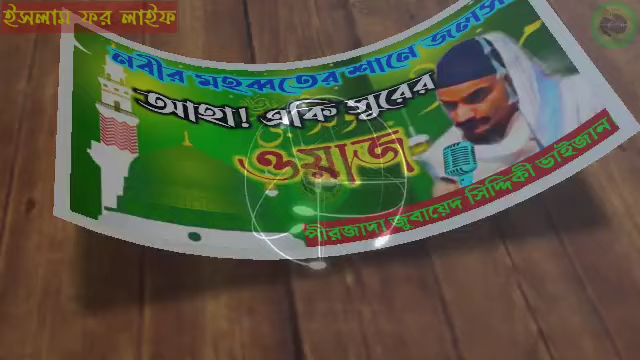 ইসলাম ফর লাইফ
নবীর মহব্বতের শানে জলসা
আহা! একি সুরের
ওয়াজ
পীরজাদা জুবায়েদ সিদ্দিকী ভাইজান